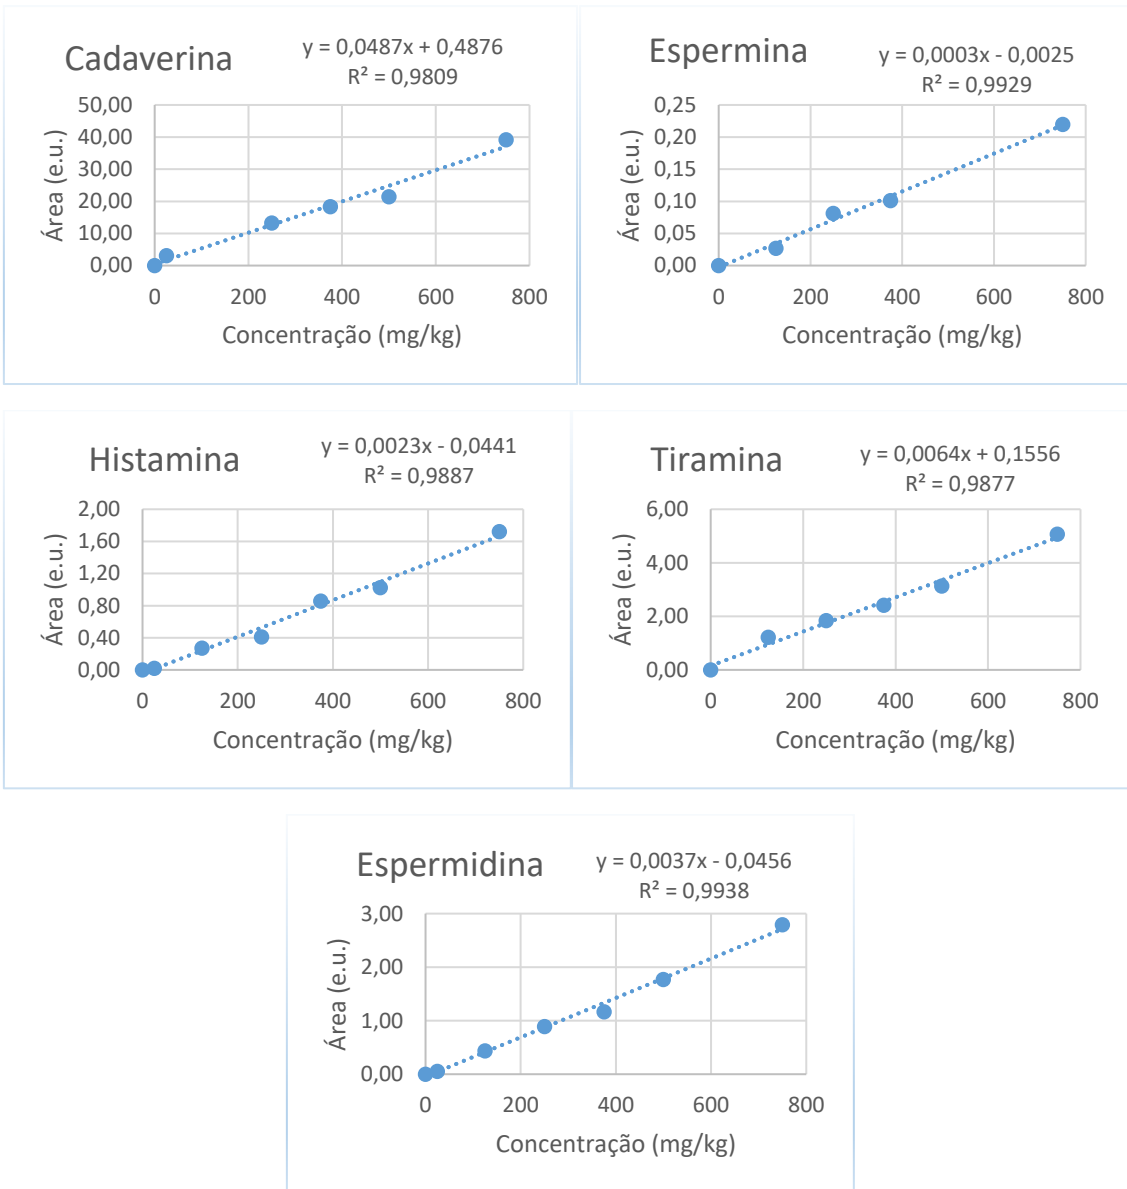 Cadaverina
y = 0,0487x + 0,4876
R² = 0,9809
50,00
40,00
30,00
20,00
10,00
0,00
Área (e.u.)
0 200 400 600 800
Concentração (mg/kg)
Espermina
y = 0,0003x - 0,0025
R² = 0,9929
0,25
0,20
0,15
0,10
0,05
0,00
Área (e.u.)
0 200 400 600 800
Concentração (mg/kg)
Histamina
y = 0,0023x - 0,0441
R² = 0,9887
2,00
1,60
1,20
0,80
0,40
0,00
Área (e.u.)
0 200 400 600 800
Concentração (mg/kg)
Tiramina
y = 0,0064x + 0,1556
R² = 0,9877
6,00
4,00
2,00
0,00
Área (e.u.)
0 200 400 600 800
Concentração (mg/kg)
Espermidina
y = 0,0037x - 0,0456
R² = 0,9938
3,00
2,00
1,00
0,00
Área (e.u.)
0 200 400 600 800
Concentração (mg/kg)